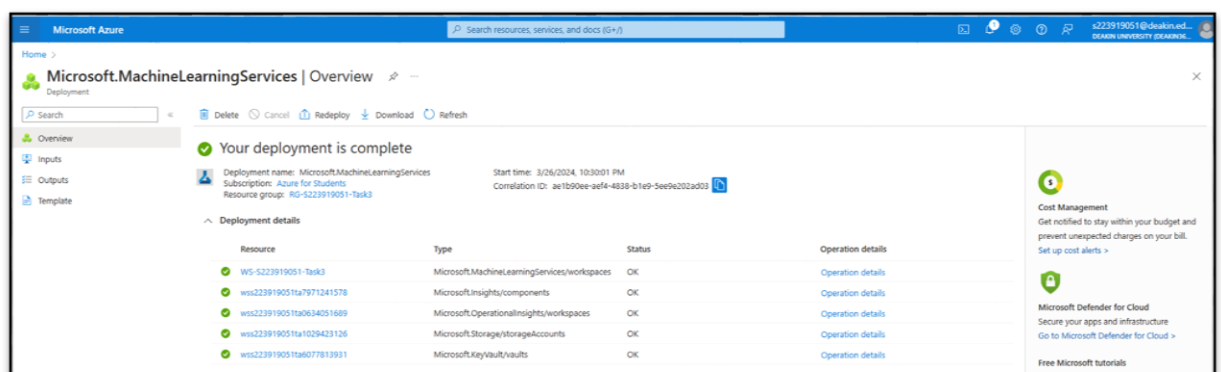 Microsoft Azure
Search resources, services, and docs (G+/)
s223919051@deakin.ed...
DEAKIN UNIVERSITY (DEAKIN36...
Home >
Microsoft.MachineLearningServices | Overview
Deployment
Search
Delete
Cancel
Redeploy
Download
Refresh
Overview
Inputs
Outputs
Template
Your deployment is complete
Deployment name: Microsoft.MachineLearningServices
Subscription: Azure for Students
Resource group: RG-S223919051-Task3
Start time: 3/26/2024, 10:30:01 PM
Correlation ID: ae1b90ee-aef4-4838-b1e9-5ee9e202ad03
Deployment details
Resource Type Status Operation details
WS-S223919051-Task3 Microsoft.MachineLearningServices/workspaces OK Operation details
wss223919051ta7971241578 Microsoft.Insights/components OK Operation details
wss223919051ta0634051689 Microsoft.OperationalInsights/workspaces OK Operation details
wss223919051ta1029423126 Microsoft.Storage/storageAccounts OK Operation details
wss223919051ta6077813931 Microsoft.KeyVault/vaults OK Operation details
Cost Management
Get notified to stay within your budget and
prevent unexpected charges on your bill.
Set up cost alerts >
Microsoft Defender for Cloud
Secure your apps and infrastructure
Go to Microsoft Defender for Cloud >
Free Microsoft tutorials